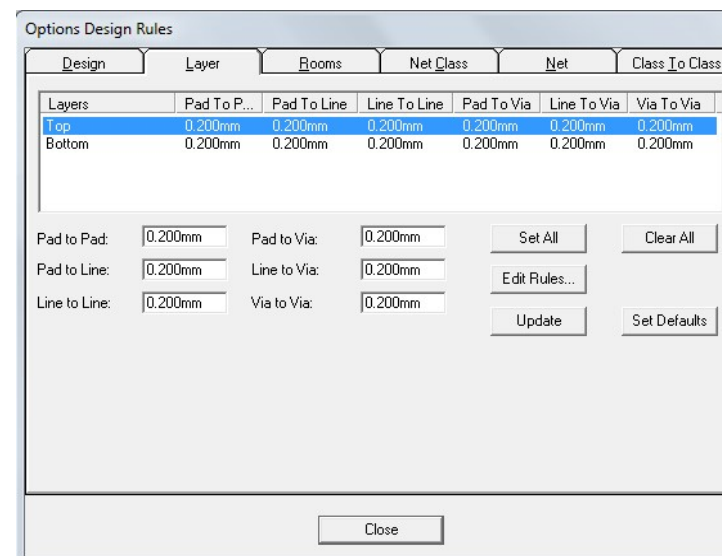 Options Design Rules
Design Layer Rooms Net Class Net Class To Class
Layers Pad To P... Pad To Line Line To Line Pad To Via Line To Via Via To Via
Top 0.200mm 0.200mm 0.200mm 0.200mm 0.200mm 0.200mm
Bottom 0.200mm 0.200mm 0.200mm 0.200mm 0.200mm 0.200mm
Pad to Pad: 0.200mm Pad to Via: 0.200mm Set All Clear All
Pad to Line: 0.200mm Line to Via: 0.200mm Edit Rules...
Line to Line: 0.200mm Via to Via: 0.200mm Update Set Defaults
Close